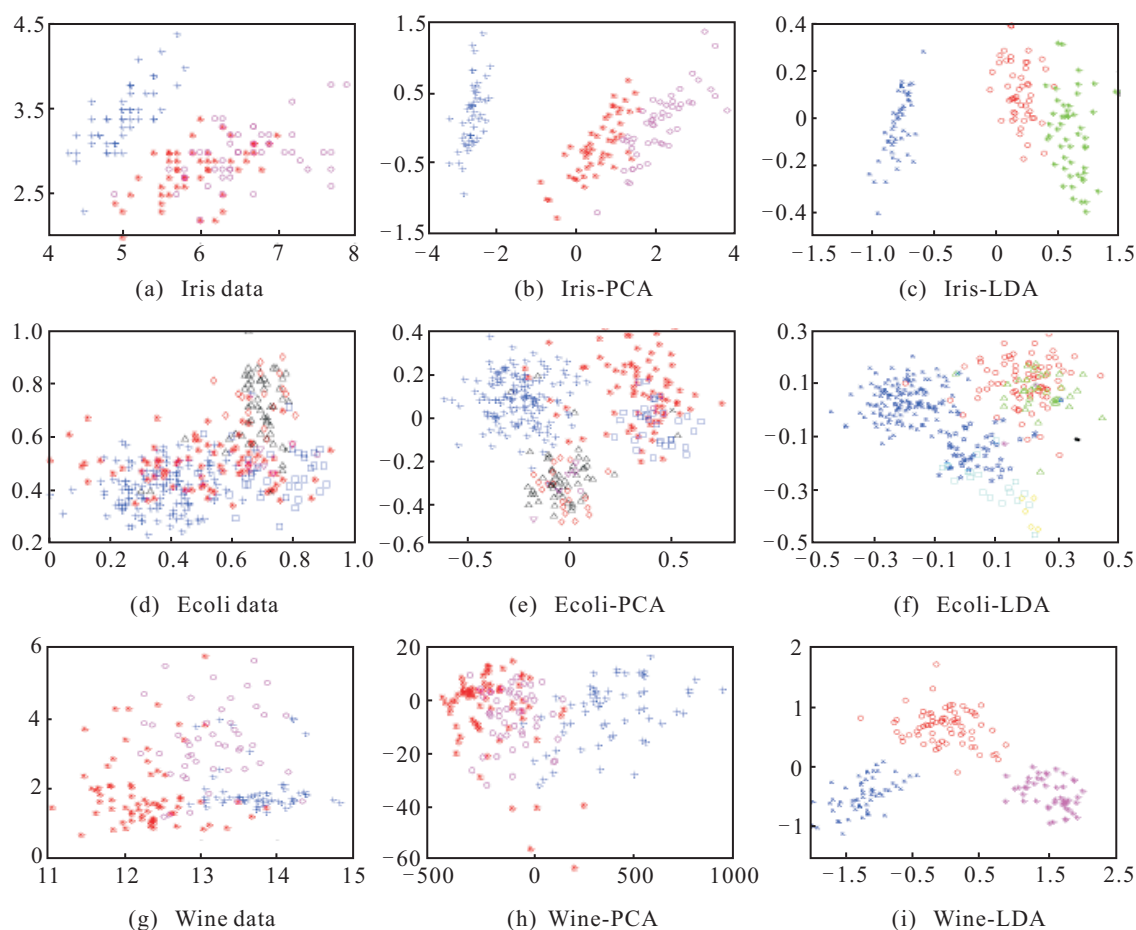 4.5
3.5
2.5
4 5 6 7 8
(a) Iris data
1.5
0.5
−0.5
−1.5
−4 −2 0 2 4
(b) Iris-PCA
0.4
0.2
0
−0.2
−0.4
−1.5 −1.0 −0.5 0 0.5 1.5
(c) Iris-LDA
1.0
0.8
0.6
0.4
0.2
0 0.2 0.4 0.6 0.8 1.0
(d) Ecoli data
0.4
0.2
0
−0.2
−0.4
−0.6
−0.5 0 0.5
(e) Ecoli-PCA
0.3
0.1
−0.1
−0.3
−0.5
−0.5 −0.3 −0.1 0.1 0.3 0.5
(f) Ecoli-LDA
6
4
2
0
11 12 13 14 15
(g) Wine data
20
0
−20
−40
−60
−500 0 500 1000
(h) Wine-PCA
2
1
0
−1
−1.5 −0.5 0.5 1.5 2.5
(i) Wine-LDA